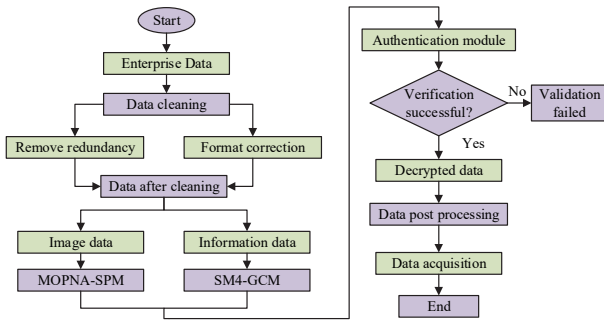 Start
Enterprise Data
Data cleaning
Remove redundancy
Format correction
Data after cleaning
Image data
Information data
MOPNA-SPM
SM4-GCM
Authentication module
Verification
successful?
No
Validation
failed
Yes
Decrypted data
Data post processing
Data acquisition
End